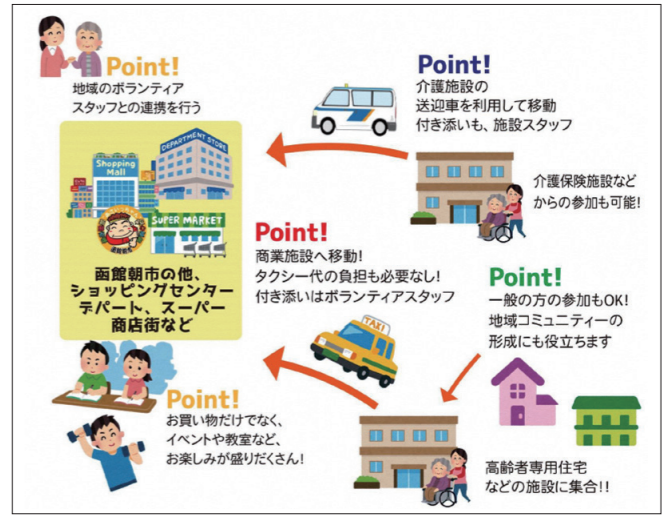 Point!
地域のボランティア
スタッフとの連携を行う
Point!
介護施設の
送迎車を利用して移動
付き添いも、施設スタッフ
Shopping
Mall
DEPARTMENT STORE
SUPER MARKET
函館朝市の他、
ショッピングセンター
デパート、スーパー
商店街など
介護保険施設など
からの参加も可能!
Point!
商業施設へ移動!
タクシー代の負担も必要なし!
付き添いはボランティアスタッフ
TAXI
Point!
一般の方の参加もOK!
地域コミュニティーの
形成にも役立ちます
Point!
お買い物だけでなく、
イベントや教室など、
お楽しみが盛りだくさん!
高齢者専用住宅
などの施設に集合!!